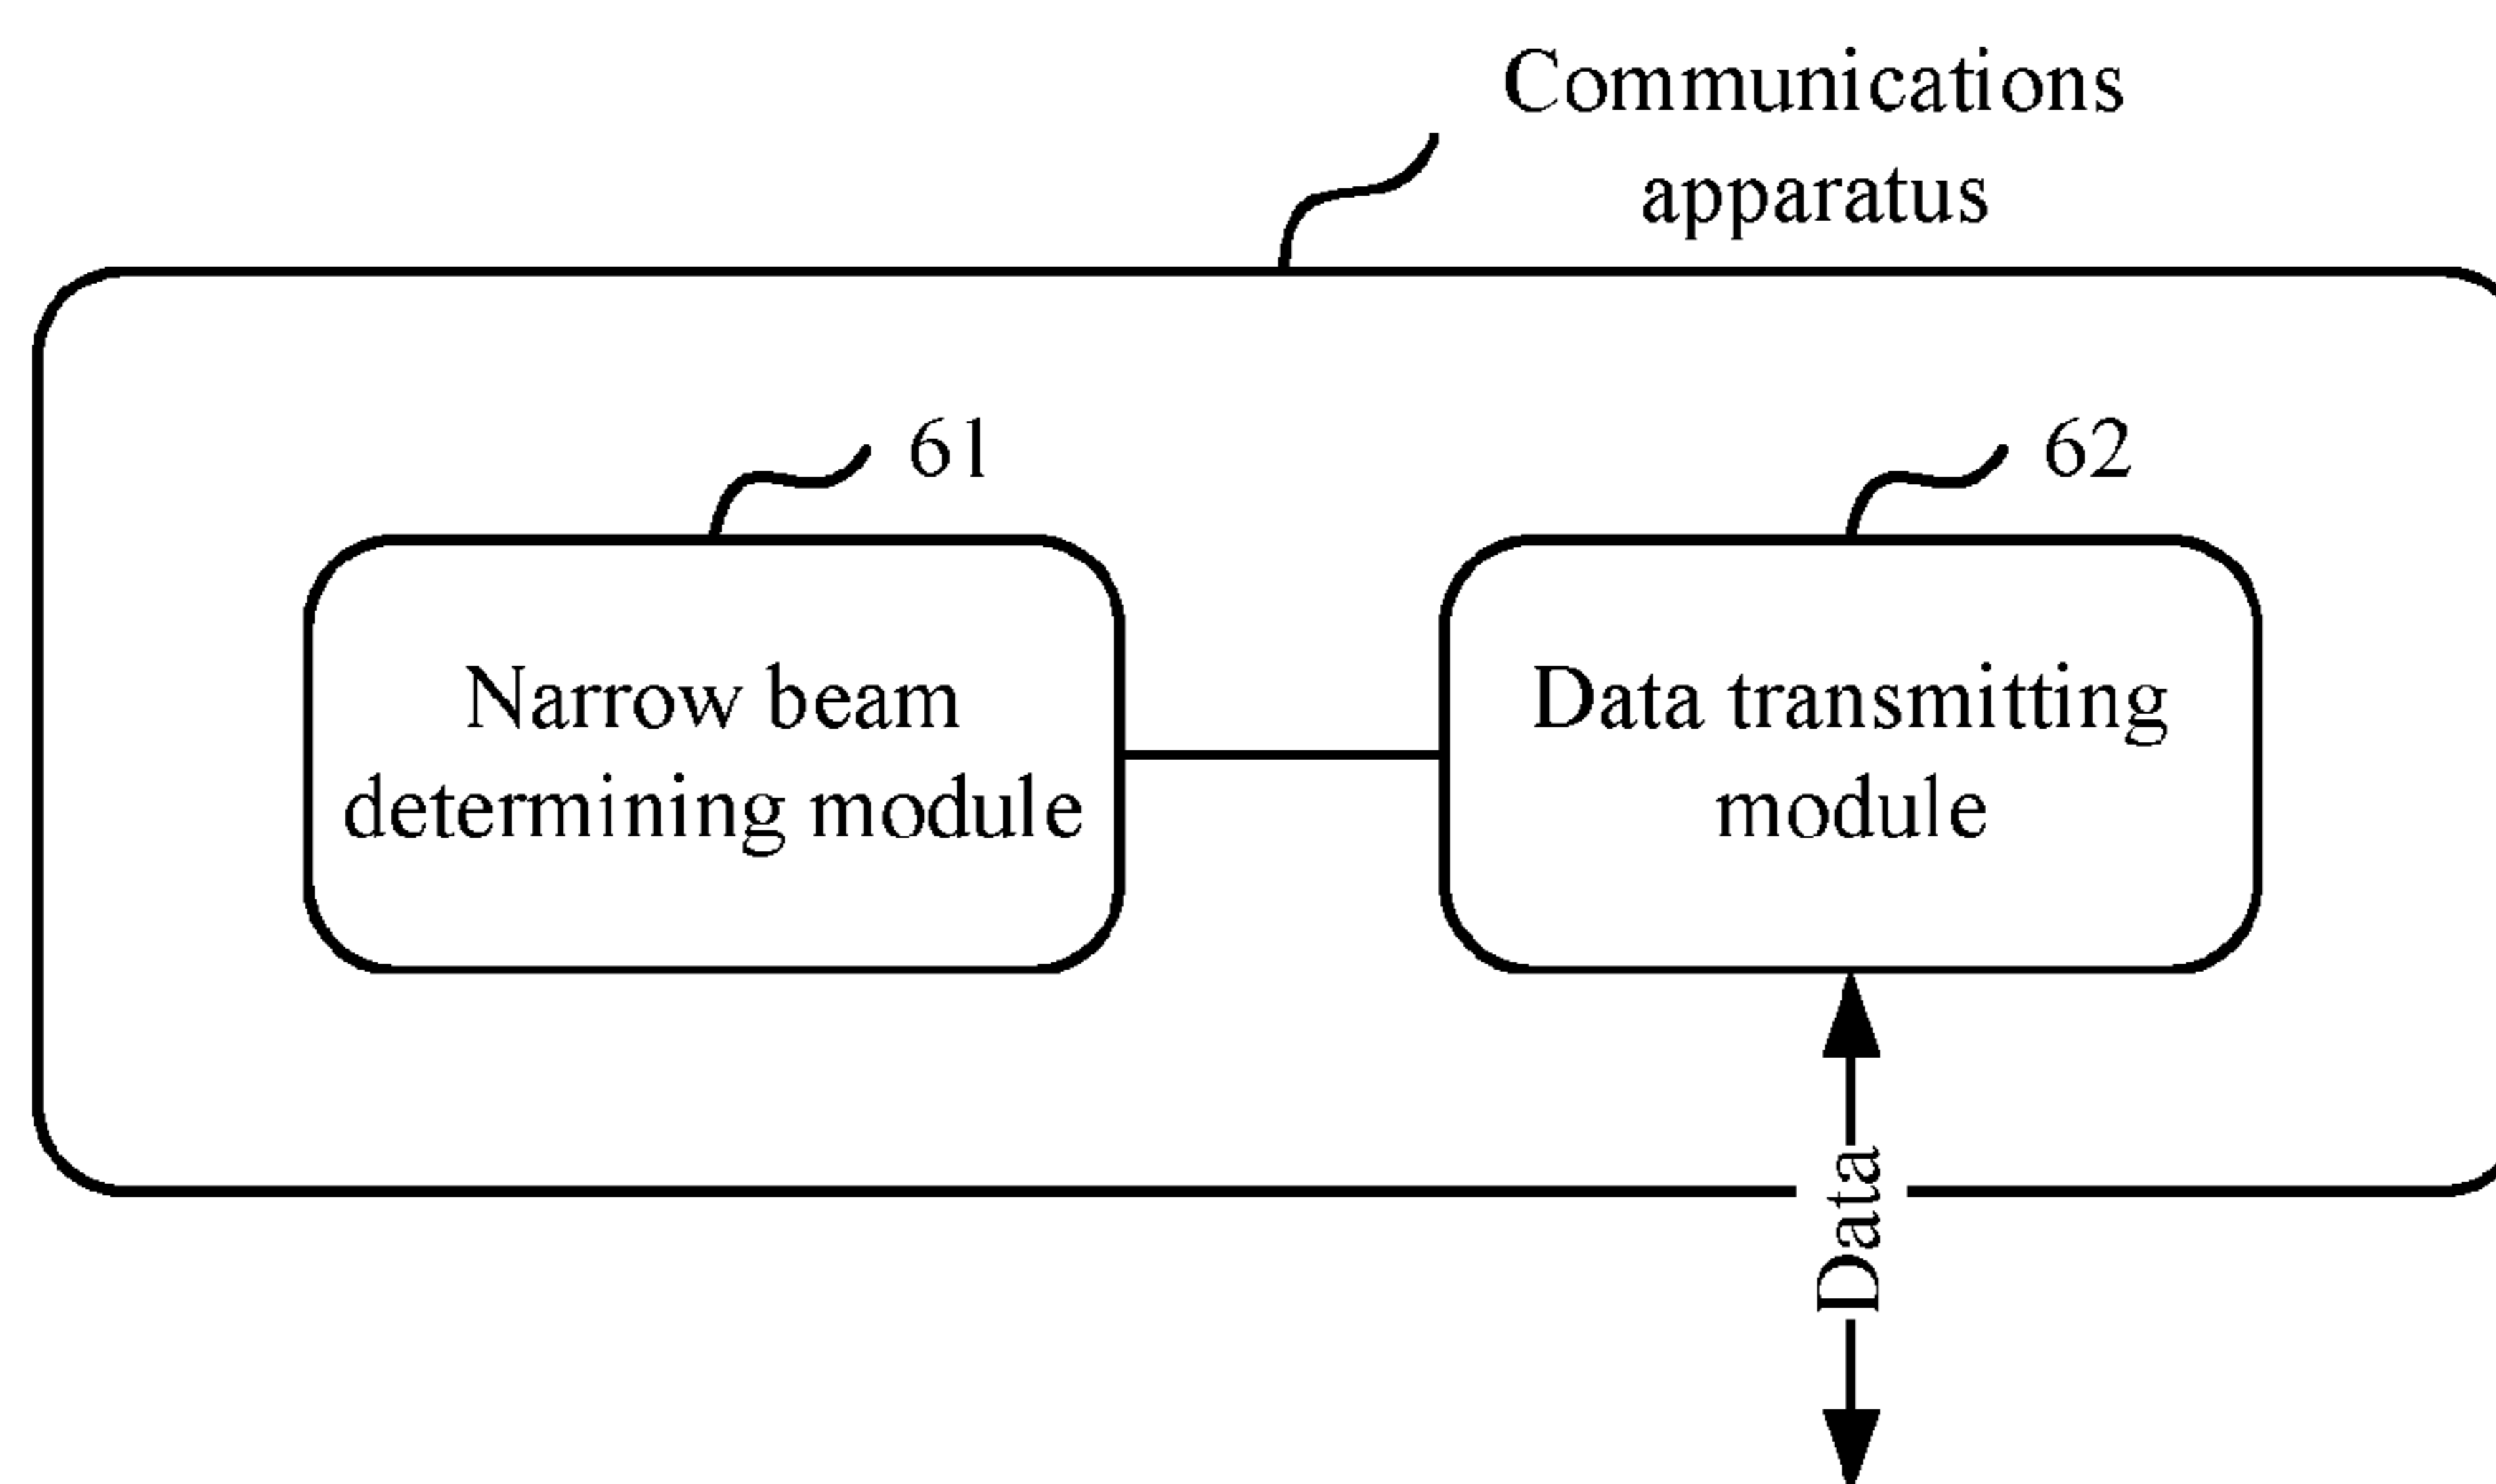 Communications
apparatus
61
62
Narrow beam
determining module
Data transmitting
module
Data